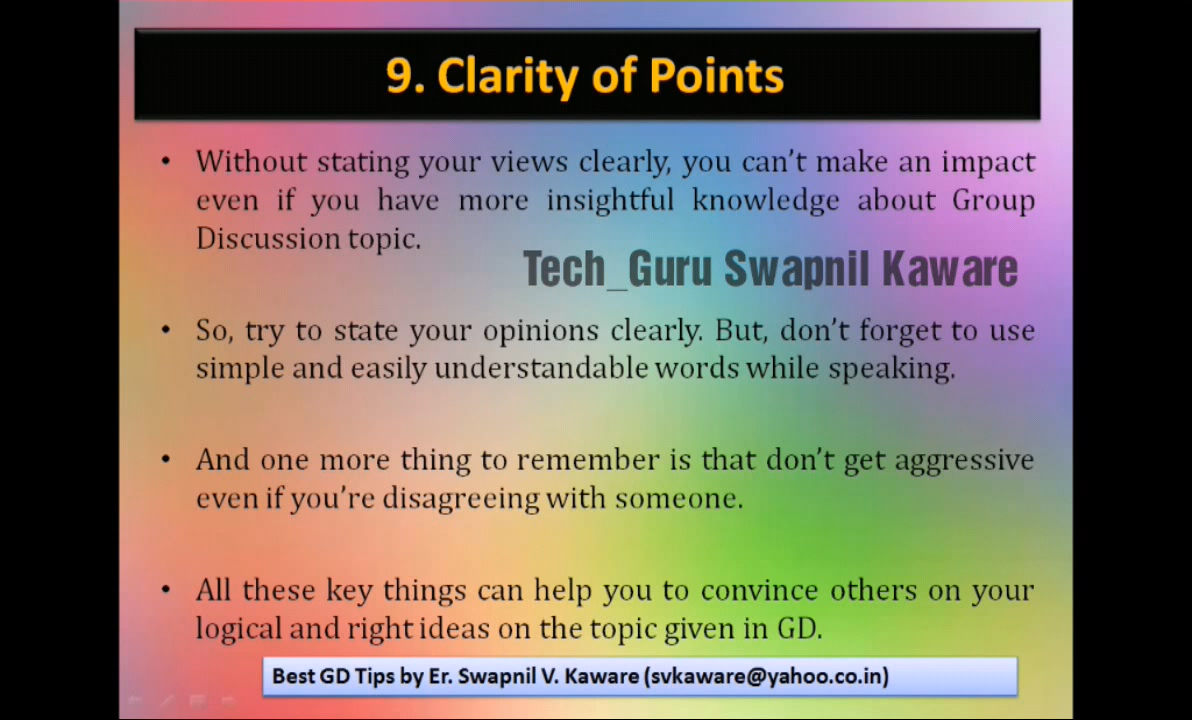 9. Clarity of Points
• Without stating your views clearly, you can't make an impact
even if you have more insightful knowledge about Group
Discussion topic.
Tech_Guru Swapnil Kaware
• So, try to state your opinions clearly. But, don't forget to use
simple and easily understandable words while speaking.
• And one more thing to remember is that don't get aggressive
even if you're disagreeing with someone.
• All these key things can help you to convince others on your
logical and right ideas on the topic given in GD.
Best GD Tips by Er. Swapnil V. Kaware (svkaware@yahoo.co.in)